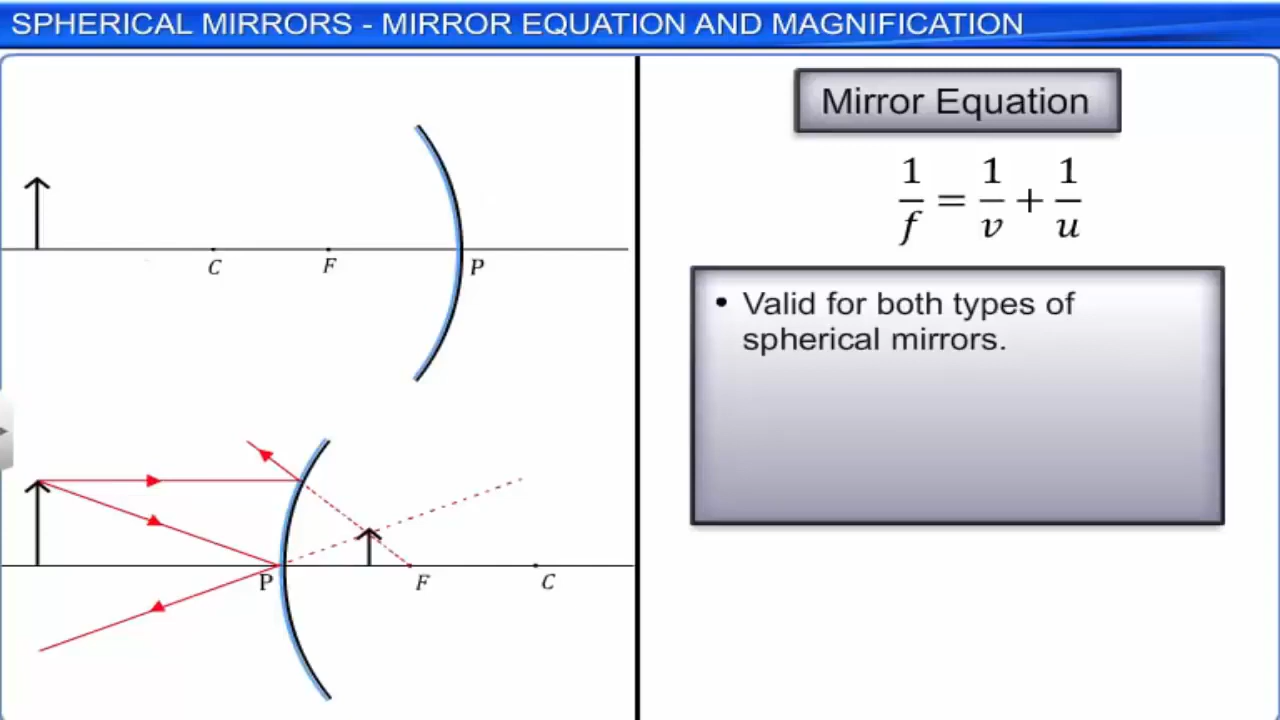 SPHERICAL MIRRORS - MIRROR EQUATION AND MAGNIFICATION
C F P
P F C
Mirror Equation
1/f = 1/v + 1/u
• Valid for both types of
spherical mirrors.